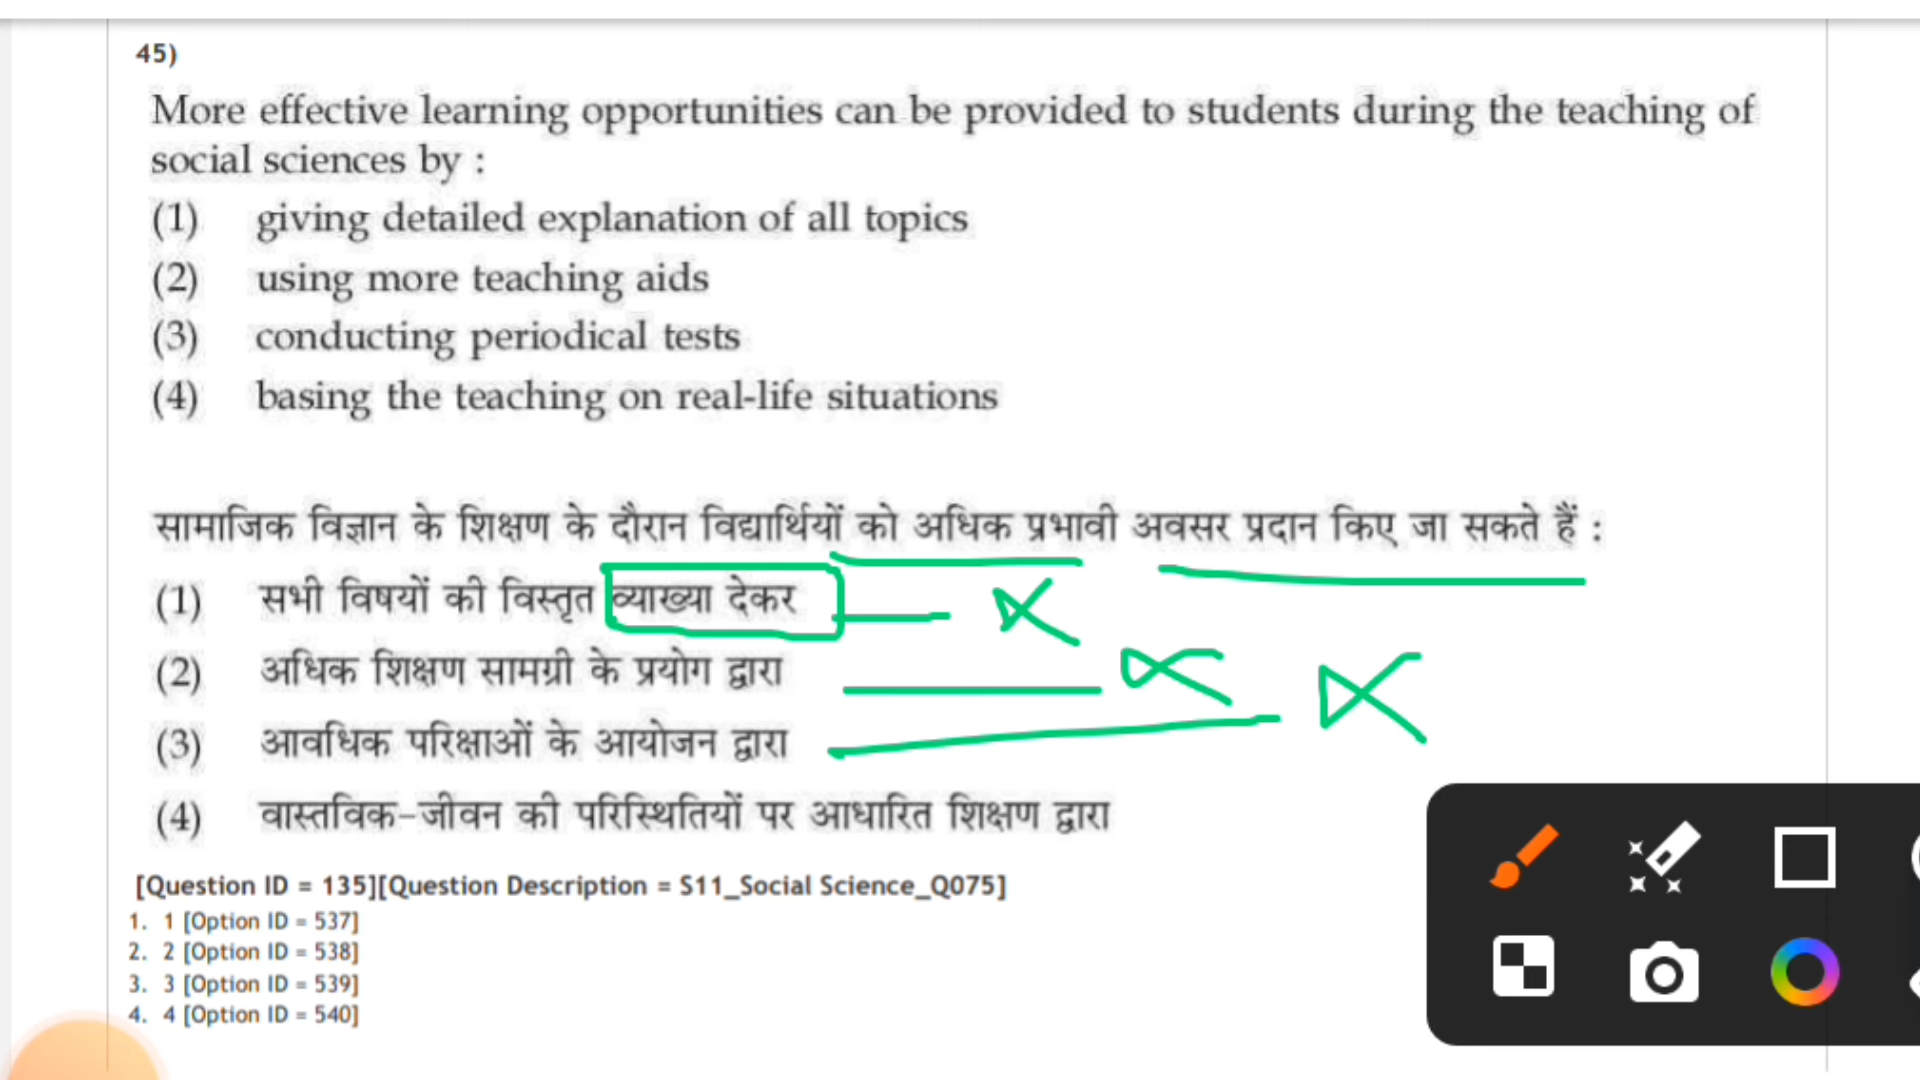 45)
More effective learning opportunities can be provided to students during the teaching of
social sciences by :
(1) giving detailed explanation of all topics
(2) using more teaching aids
(3) conducting periodical tests
(4) basing the teaching on real-life situations
सामाजिक विज्ञान के शिक्षण के दौरान विद्यार्थियों को अधिक प्रभावी अवसर प्रदान किए जा सकते हैं :
(1) सभी विषयों की विस्तृत व्याख्या देकर
(2) अधिक शिक्षण सामग्री के प्रयोग द्वारा
(3) आवधिक परिक्षाओं के आयोजन द्वारा
(4) वास्तविक-जीवन की परिस्थितियों पर आधारित शिक्षण द्वारा
[Question ID = 135][Question Description = S11_Social Science_Q075]
1. 1 [Option ID = 537]
2. 2 [Option ID = 538]
3. 3 [Option ID = 539]
4. 4 [Option ID = 540]